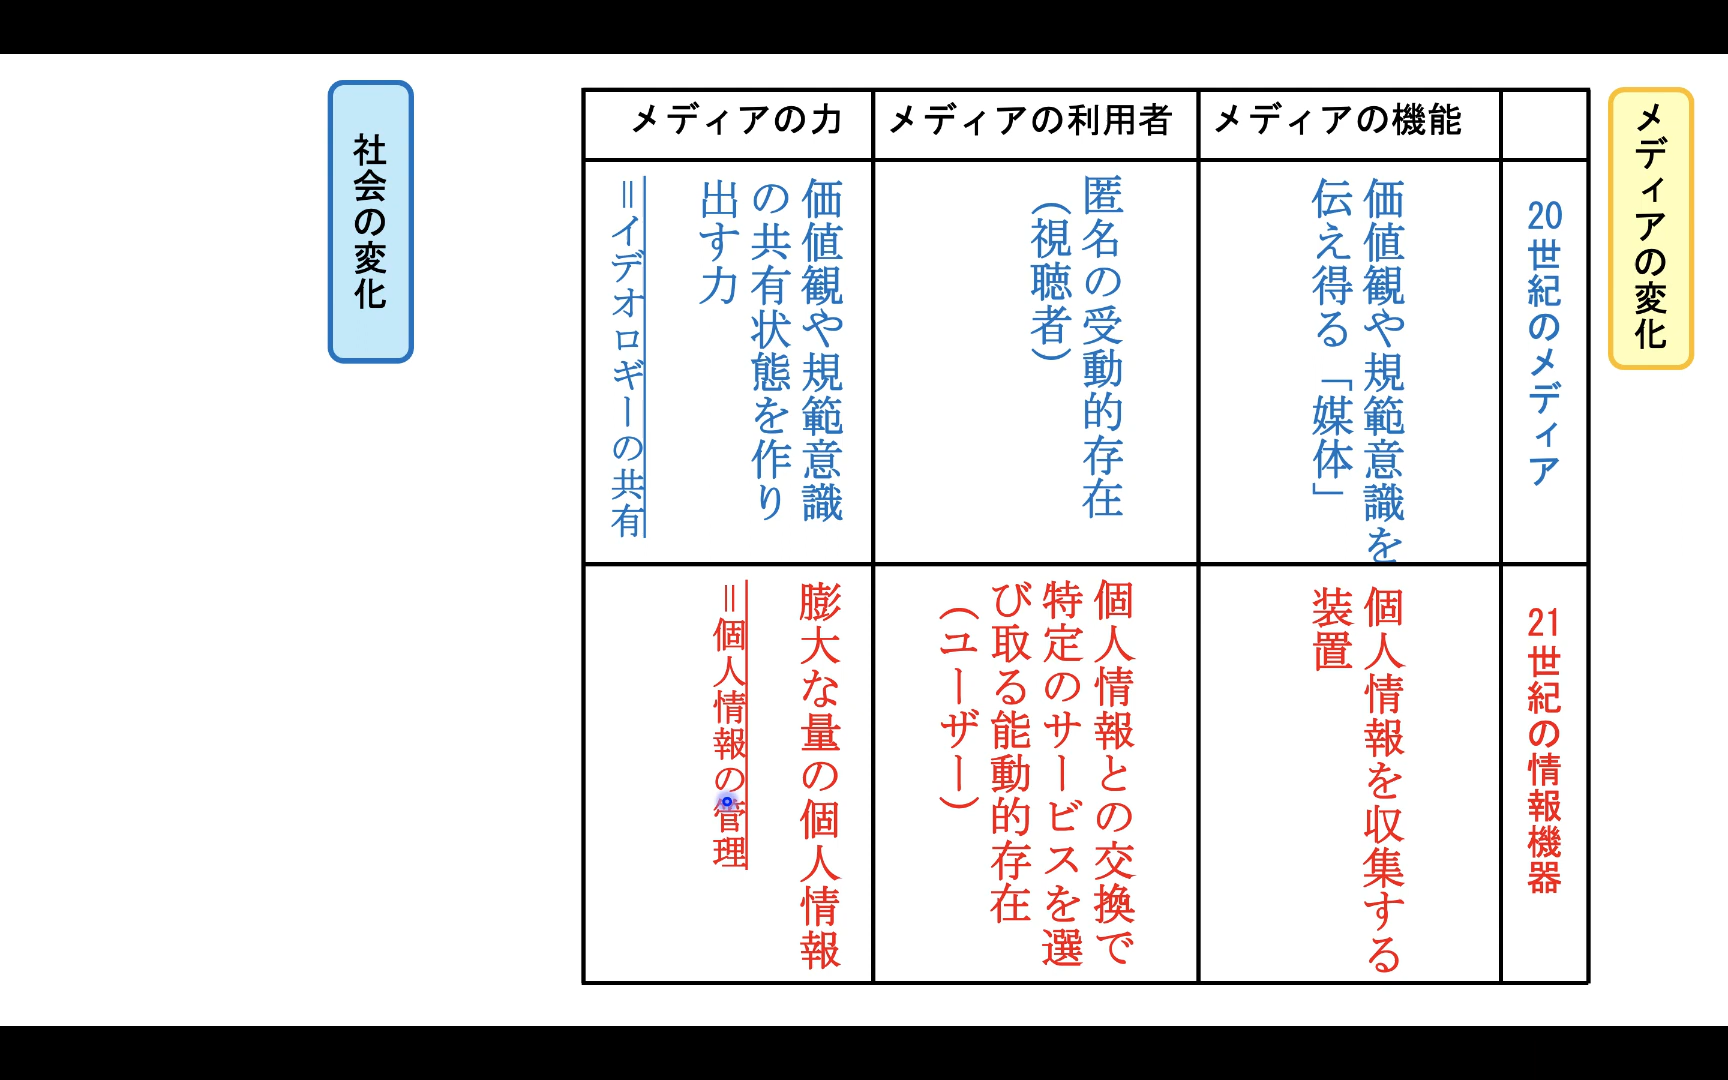 メディアの変化
メディアの機能
メディアの利用者
メディアの力
20世紀のメディア
価値観や規範意識を
伝え得る「媒体」
匿名の受動的存在
（視聴者）
価値観や規範意識
の共有状態を作り
出す力
＝イデオロギーの共有
21世紀の情報機器
個人情報を収集する
装置
個人情報との交換で
特定のサービスを選
び取る能動的存在
（ユーザー）
膨大な量の個人情報
＝個人情報の管理
社会の変化